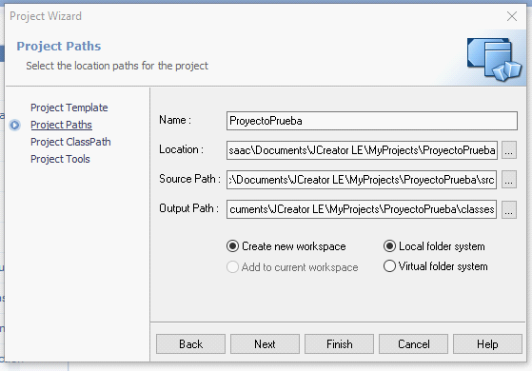 Project Wizard
Project Paths
Select the location paths for the project
Project Template
Project Paths
Project ClassPath
Project Tools
Name : ProyectoPrueba
Location : saac\Documents\JCreator LE\MyProjects\ProyectoPrueba ...
Source Path : :\Documents\JCreator LE\MyProjects\ProyectoPrueba\src ...
Output Path : cuments\JCreator LE\MyProjects\ProyectoPrueba\classes ...
Create new workspace Local folder system
Add to current workspace Virtual folder system
Back Next Finish Cancel Help